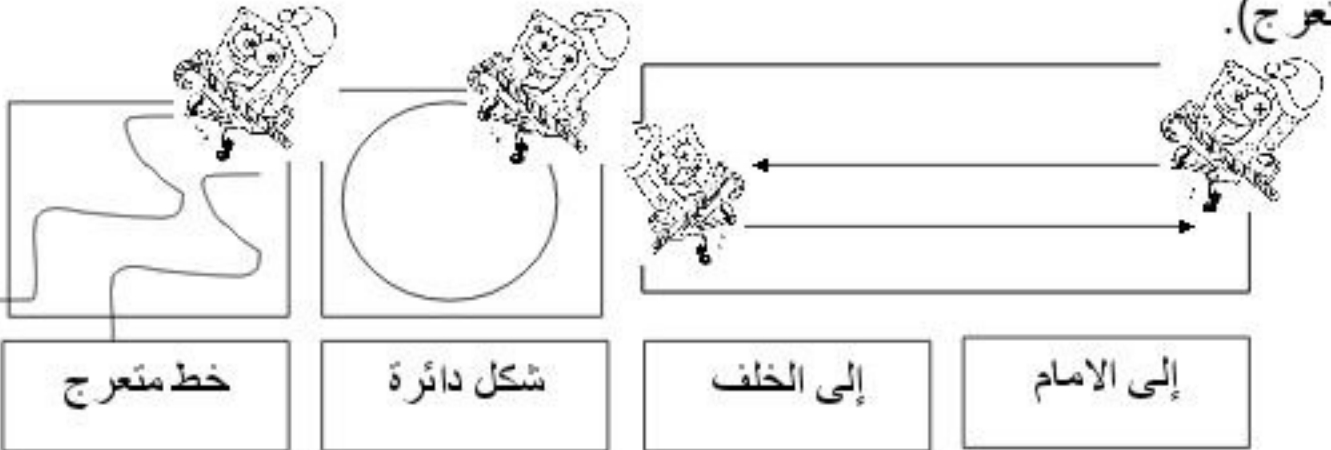 إلى الامام
إلى الخلف
شكل دائرة
خط متعرج